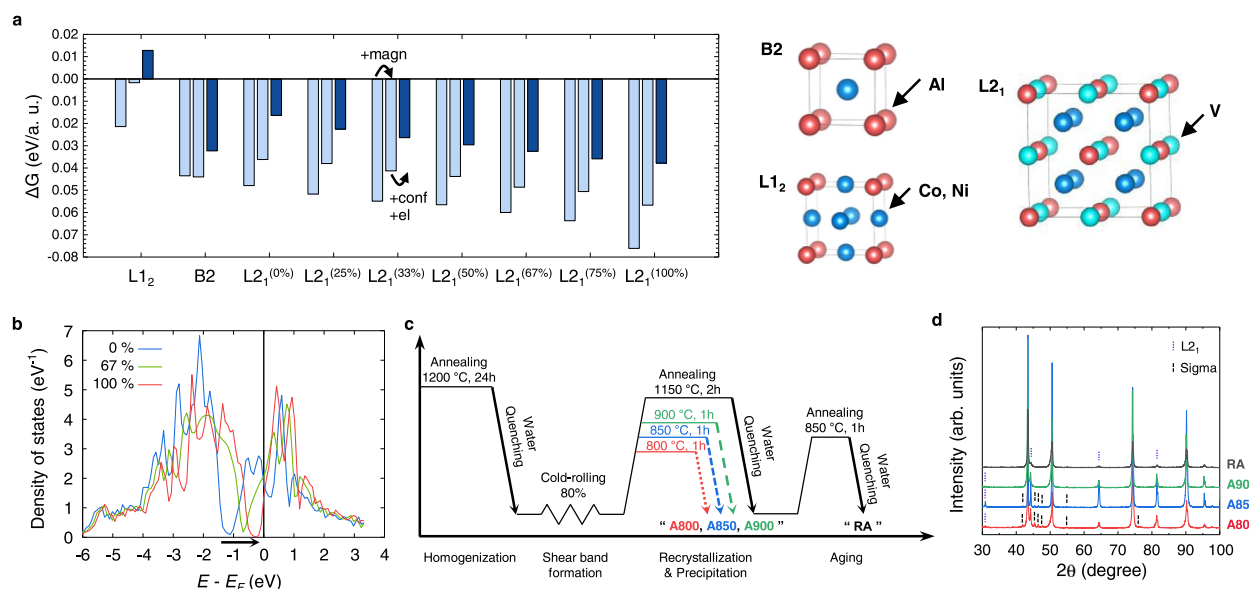 a
0.02
0.01
0.00
0.01
0.02
0.03
0.04
0.05
0.06
0.07
-0.08
ΔG (eV/a. u.)
+magn
+conf
+el
L1₂
B2
L2₁⁽⁰%⁾
L2₁⁽²⁵%⁾
L2₁⁽³³%⁾
L2₁⁽⁵⁰%⁾
L2₁⁽⁶⁷%⁾
L2₁⁽⁷⁵%⁾
L2₁⁽¹⁰⁰%⁾
B2
Al
L1₂
Co, Ni
L2₁
V
b
7
6
5
4
3
2
1
0
Density of states (eV⁻¹)
0 %
67 %
100 %
-6 -5 -4 -3 -2 -1 0 1 2 3 4
E - E_F (eV)
c
Annealing
1200 °C, 24h
Water
Quenching
Cold-rolling
80%
Annealing
1150 °C, 2h
900 °C, 1h
850 °C, 1h
800 °C, 1h
Water
Quenching
Annealing
850 °C, 1h
Water
Quenching
“ A800, A850, A900 ”
“ RA ”
Homogenization
Shear band
formation
Recrystallization
& Precipitation
Aging
d
Intensity (arb. units)
L2₁
Sigma
RA
A90
A85
A80
30 40 50 60 70 80 90 100
2θ (degree)